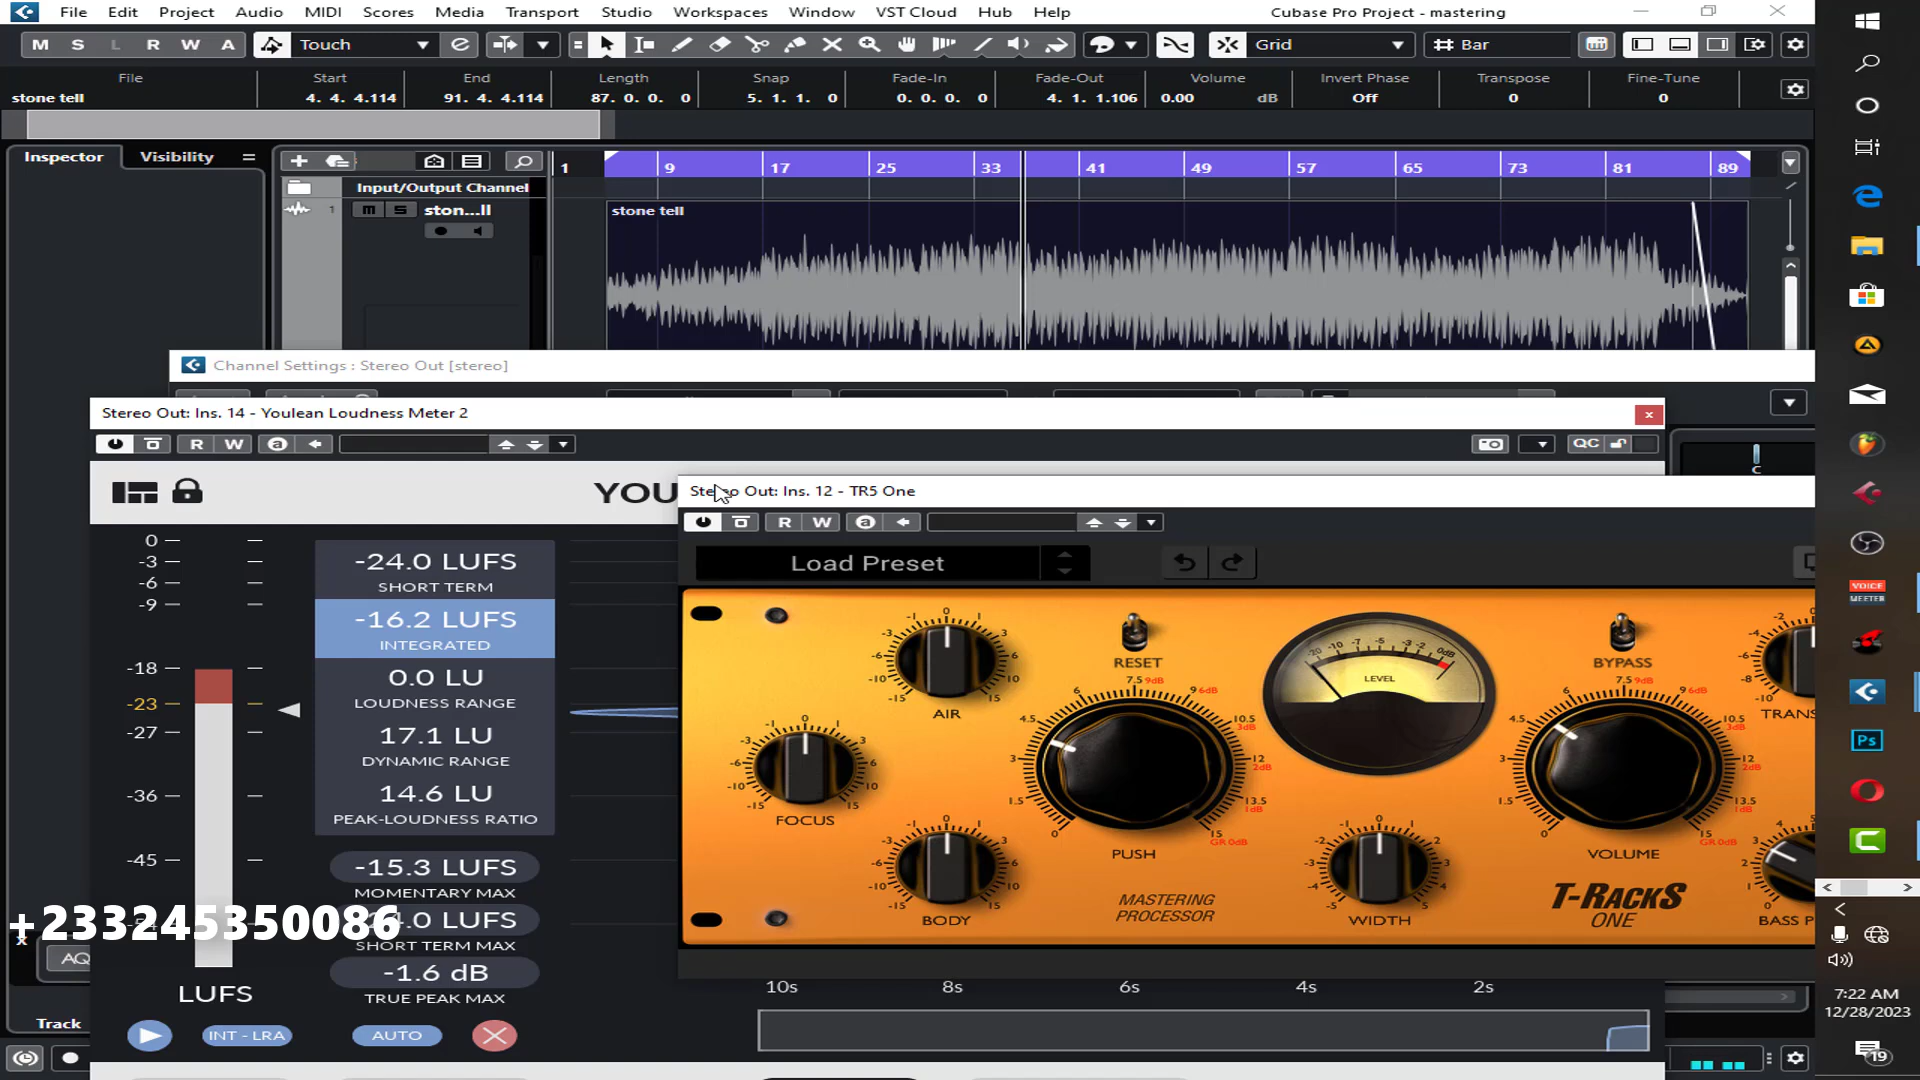 File Edit Project Audio MIDI Scores Media Transport Studio Workspaces Window VST Cloud Hub Help Cubase Pro Project - mastering
M S L R W A Touch Grid Bar
File Start End Length Snap Fade-In Fade-Out Volume Invert Phase Transpose Fine-Tune
stone tell 4. 4. 4.114 91. 4. 4.114 87. 0. 0. 0 5. 1. 1. 0 0. 0. 0. 0 4. 1. 1.106 0.00 dB Off 0 0
Inspector Visibility
1 9 17 25 33 41 49 57 65 73 81 89
Input/Output Channel
1 m s ston...ll
stone tell
Channel Settings : Stereo Out [stereo]
Stereo Out: Ins. 14 - Youlean Loudness Meter 2
R W a QC
C
YOU
Stereo Out: Ins. 12 - TR5 One
R W a
Load Preset
0
-3
-6
-9
-18
-23
-27
-36
-45
LUFS
-24.0 LUFS
SHORT TERM
-16.2 LUFS
INTEGRATED
0.0 LU
LOUDNESS RANGE
17.1 LU
DYNAMIC RANGE
14.6 LU
PEAK-LOUDNESS RATIO
-15.3 LUFS
MOMENTARY MAX
.0 LUFS
SHORT TERM MAX
-1.6 dB
TRUE PEAK MAX
INT - LRA AUTO
+233245350086
AIR
FOCUS
BODY
RESET
PUSH
LEVEL
MASTERING
PROCESSOR
WIDTH
BYPASS
VOLUME
T-RACKS
ONE
TRANS
BASS P
10s 8s 6s 4s 2s
Track
VOICE
MEETER
Ps
7:22 AM
12/28/2023
19